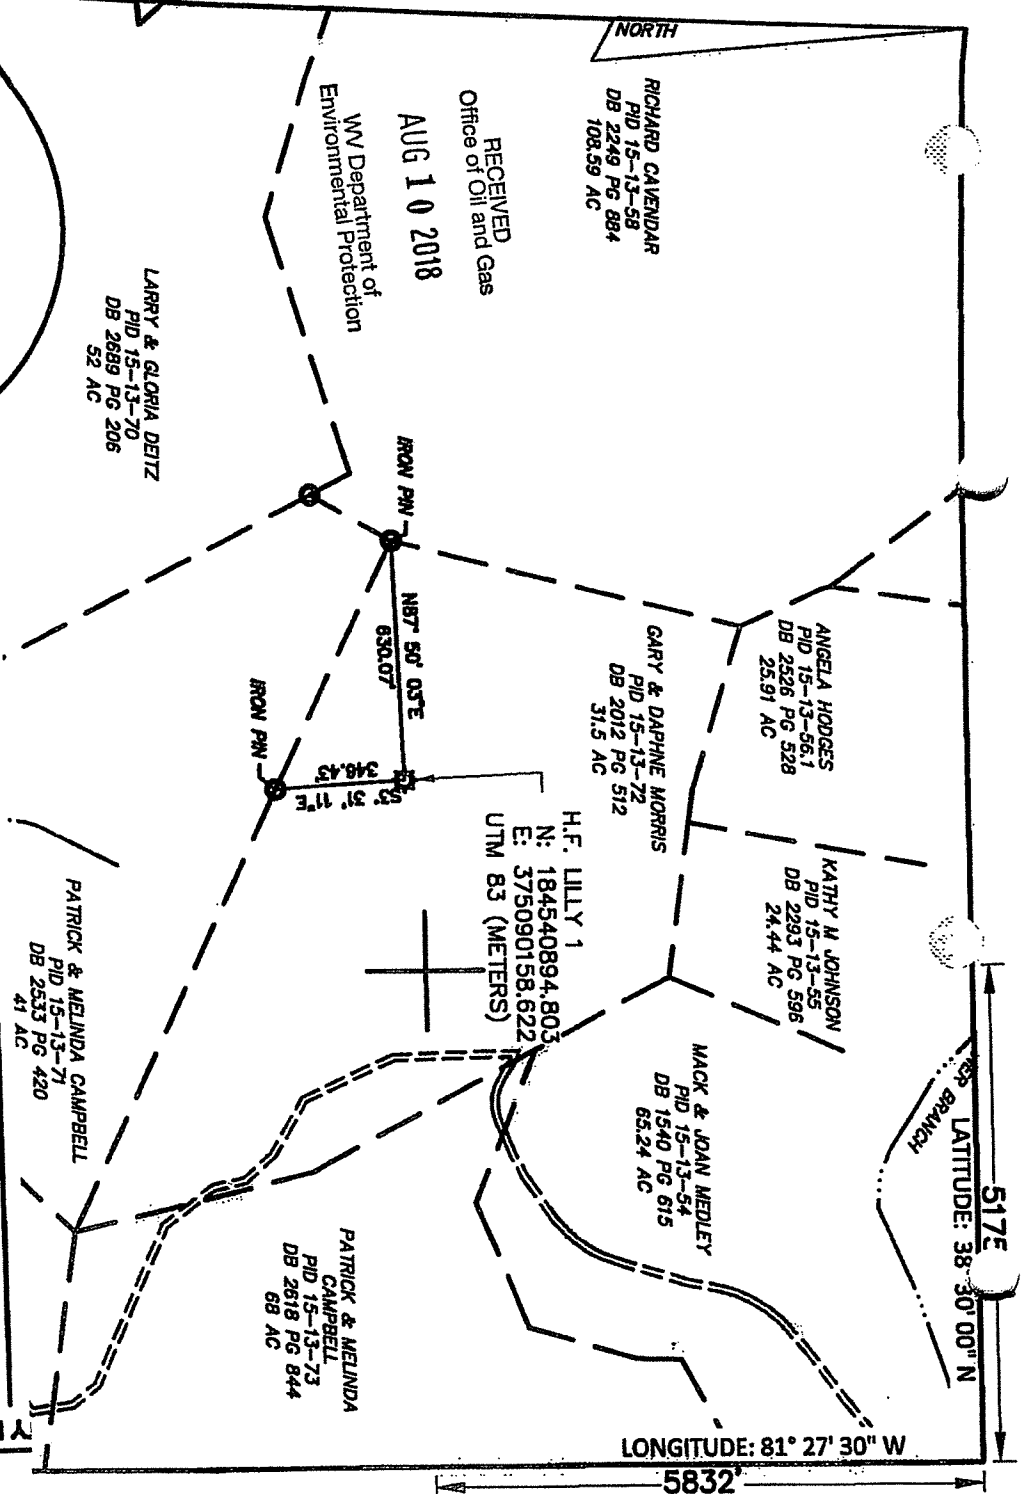 NORTH
RICHARD CAVENDAR
PID 15-13-58
DB 2249 PG 884
108.59 AC
RECEIVED
Office of Oil and Gas
AUG 10 2018
WV Department of
Environmental Protection
LARRY & GLORIA DEITZ
PID 15-13-70
DB 2689 PG 206
52 AC
IRON PIN
N87° 50' 03"E
630.07'
IRON PIN
S3° 31' 11"E
346.43'
ANGELA HODGES
PID 15-13-56.1
DB 2526 PG 528
25.91 AC
GARY & DAPHNE MORRIS
PID 15-13-72
DB 2012 PG 512
31.5 AC
H.F. LILLY 1
N: 184540894.803
E: 375090158.622
UTM 83 (METERS)
KATHY M JOHNSON
PID 15-13-55
DB 2293 PG 596
24.44 AC
MACK & JOAN MEDLEY
PID 15-13-54
DB 1540 PG 615
65.24 AC
BRANCH
LATITUDE: 38° 30' 00" N
PATRICK & MELINDA CAMPBELL
PID 15-13-71
DB 2533 PG 420
41 AC
PATRICK & MELINDA
CAMPBELL
PID 15-13-73
DB 2618 PG 844
68 AC
LONGITUDE: 81° 27' 30" W
5832'